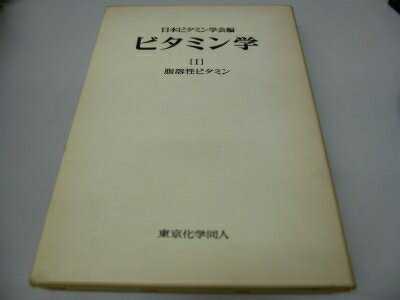 日本ビタミン学会編
ビタミン学
[I]
脂溶性ビタミン
東京化学同人